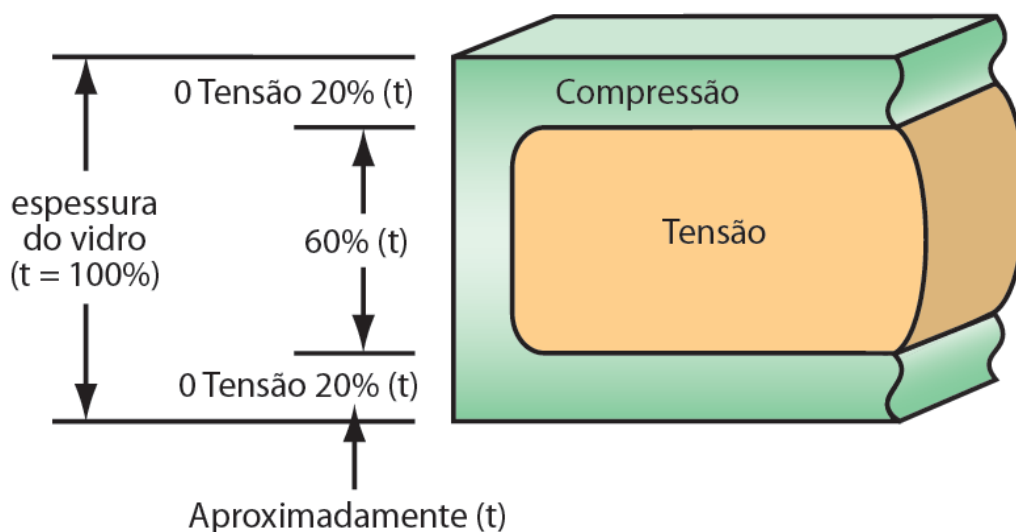 0 Tensão 20% (t)
Compressão
espessura
do vidro
(t = 100%)
60% (t)
Tensão
0 Tensão 20% (t)
Aproximadamente (t)